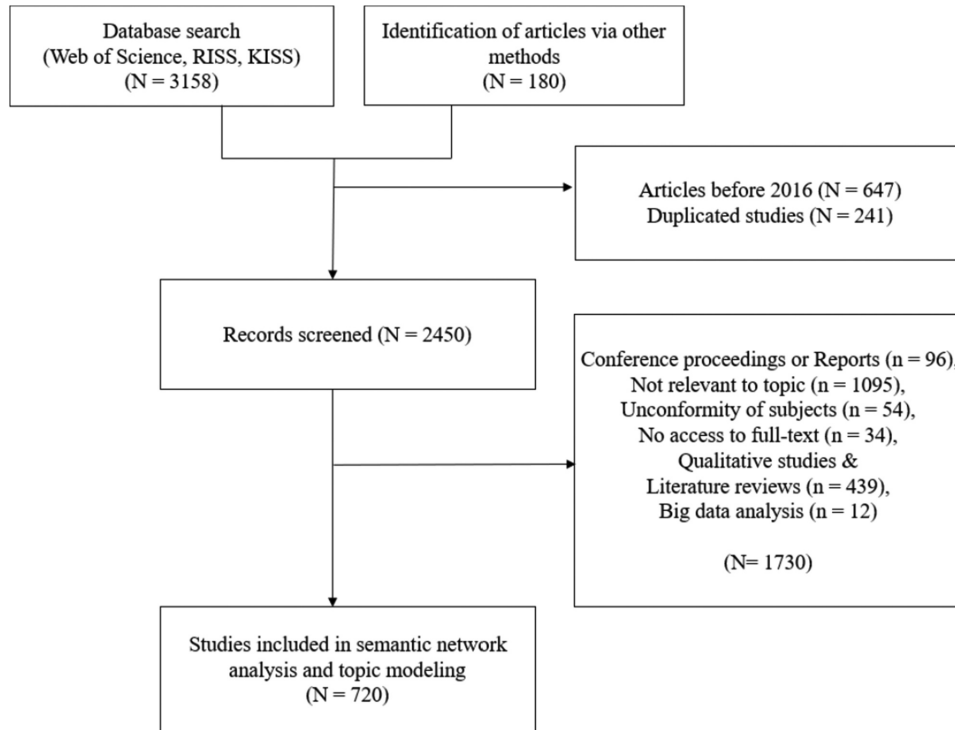 Database search
(Web of Science, RISS, KISS)
(N = 3158)
Identification of articles via other
methods
(N = 180)
Articles before 2016 (N = 647)
Duplicated studies (N = 241)
Records screened (N = 2450)
Conference proceedings or Reports (n = 96),
Not relevant to topic (n = 1095),
Unconformity of subjects (n = 54),
No access to full-text (n = 34),
Qualitative studies &
Literature reviews (n = 439),
Big data analysis (n = 12)
(N= 1730)
Studies included in semantic network
analysis and topic modeling
(N = 720)